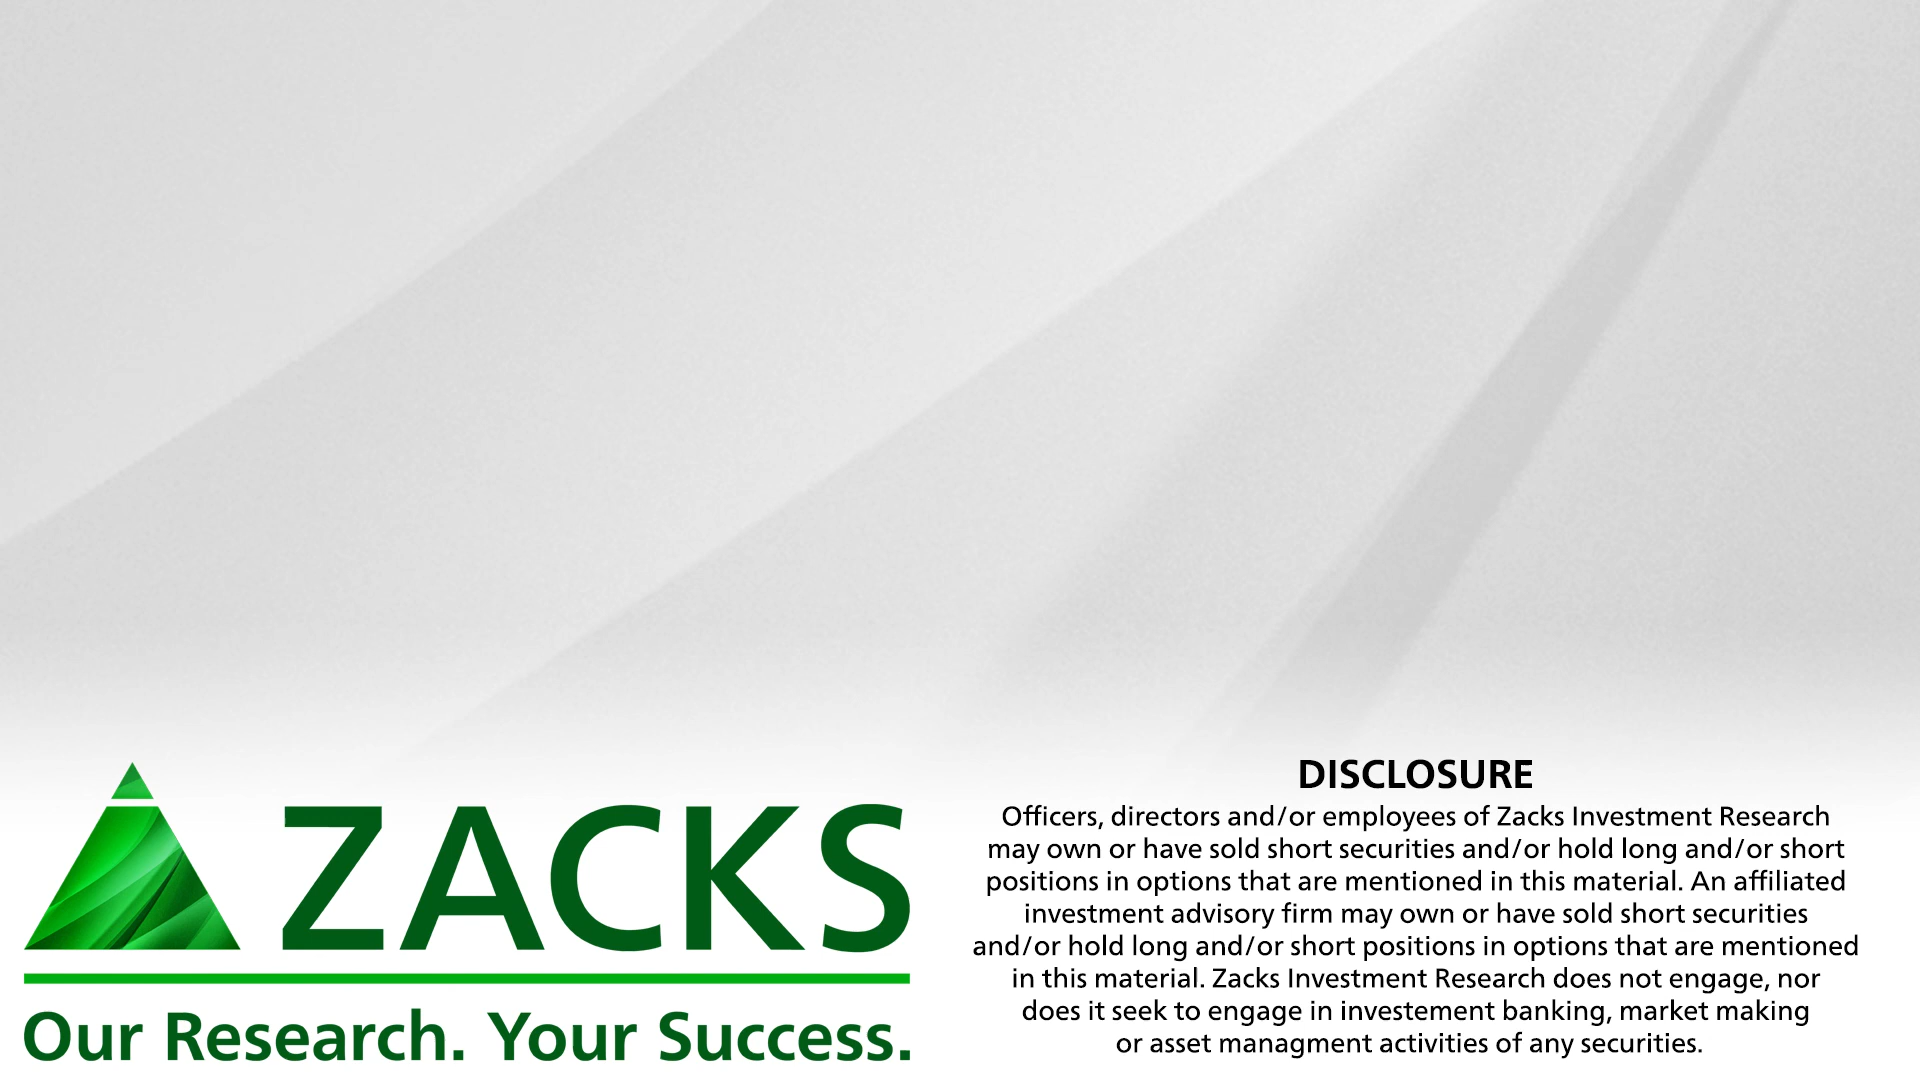 ZACKS
Our Research. Your Success.
DISCLOSURE
Officers, directors and/or employees of Zacks Investment Research
may own or have sold short securities and/or hold long and/or short
positions in options that are mentioned in this material. An affiliated
investment advisory firm may own or have sold short securities
and/or hold long and/or short positions in options that are mentioned
in this material. Zacks Investment Research does not engage, nor
does it seek to engage in investement banking, market making
or asset managment activities of any securities.